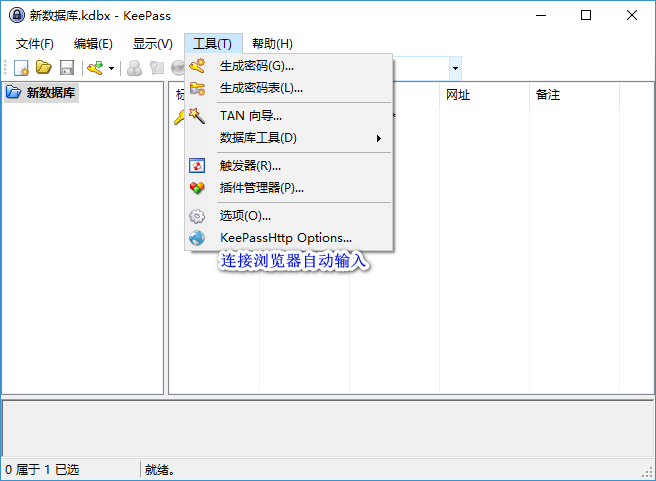 新数据库.kdbx - KeePass
文件(F) 编辑(E) 显示(V) 工具(T) 帮助(H)
生成密码(G)...
生成密码表(L)...
TAN 向导...
数据库工具(D)
触发器(R)...
插件管理器(P)...
选项(O)...
KeePassHttp Options...
连接浏览器自动输入
新数据库
网址 备注
0 属于 1 已选 就绪。